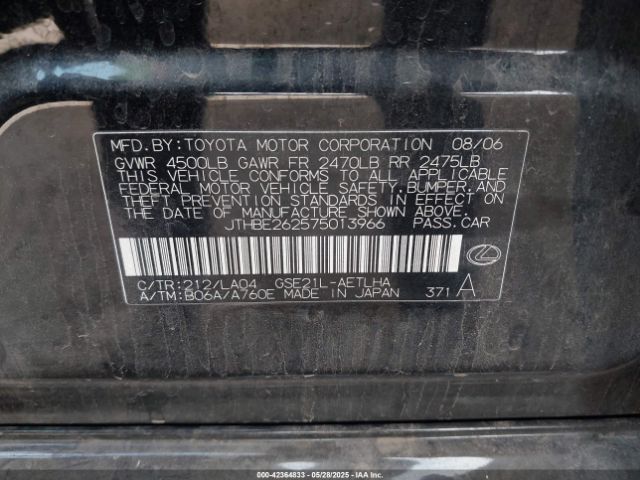 MFD.BY:TOYOTA MOTOR CORPORATION 08/06
GVWR 4500LB GAWR FR 2470LB RR 2475LB
THIS VEHICLE CONFORMS TO ALL APPLICABLE
FEDERAL MOTOR VEHICLE SAFETY,BUMPER,AND
THEFT PREVENTION STANDARDS IN EFFECT ON
THE DATE OF MANUFACTURE SHOWN ABOVE.
JTHBE262575013966 PASS.CAR
C/TR:212/LA04 GSE21L-AETLHA
A/TM:B06A/A760E MADE IN JAPAN 371 A
000-42364833 - 05/28/2025 - IAAI.COM